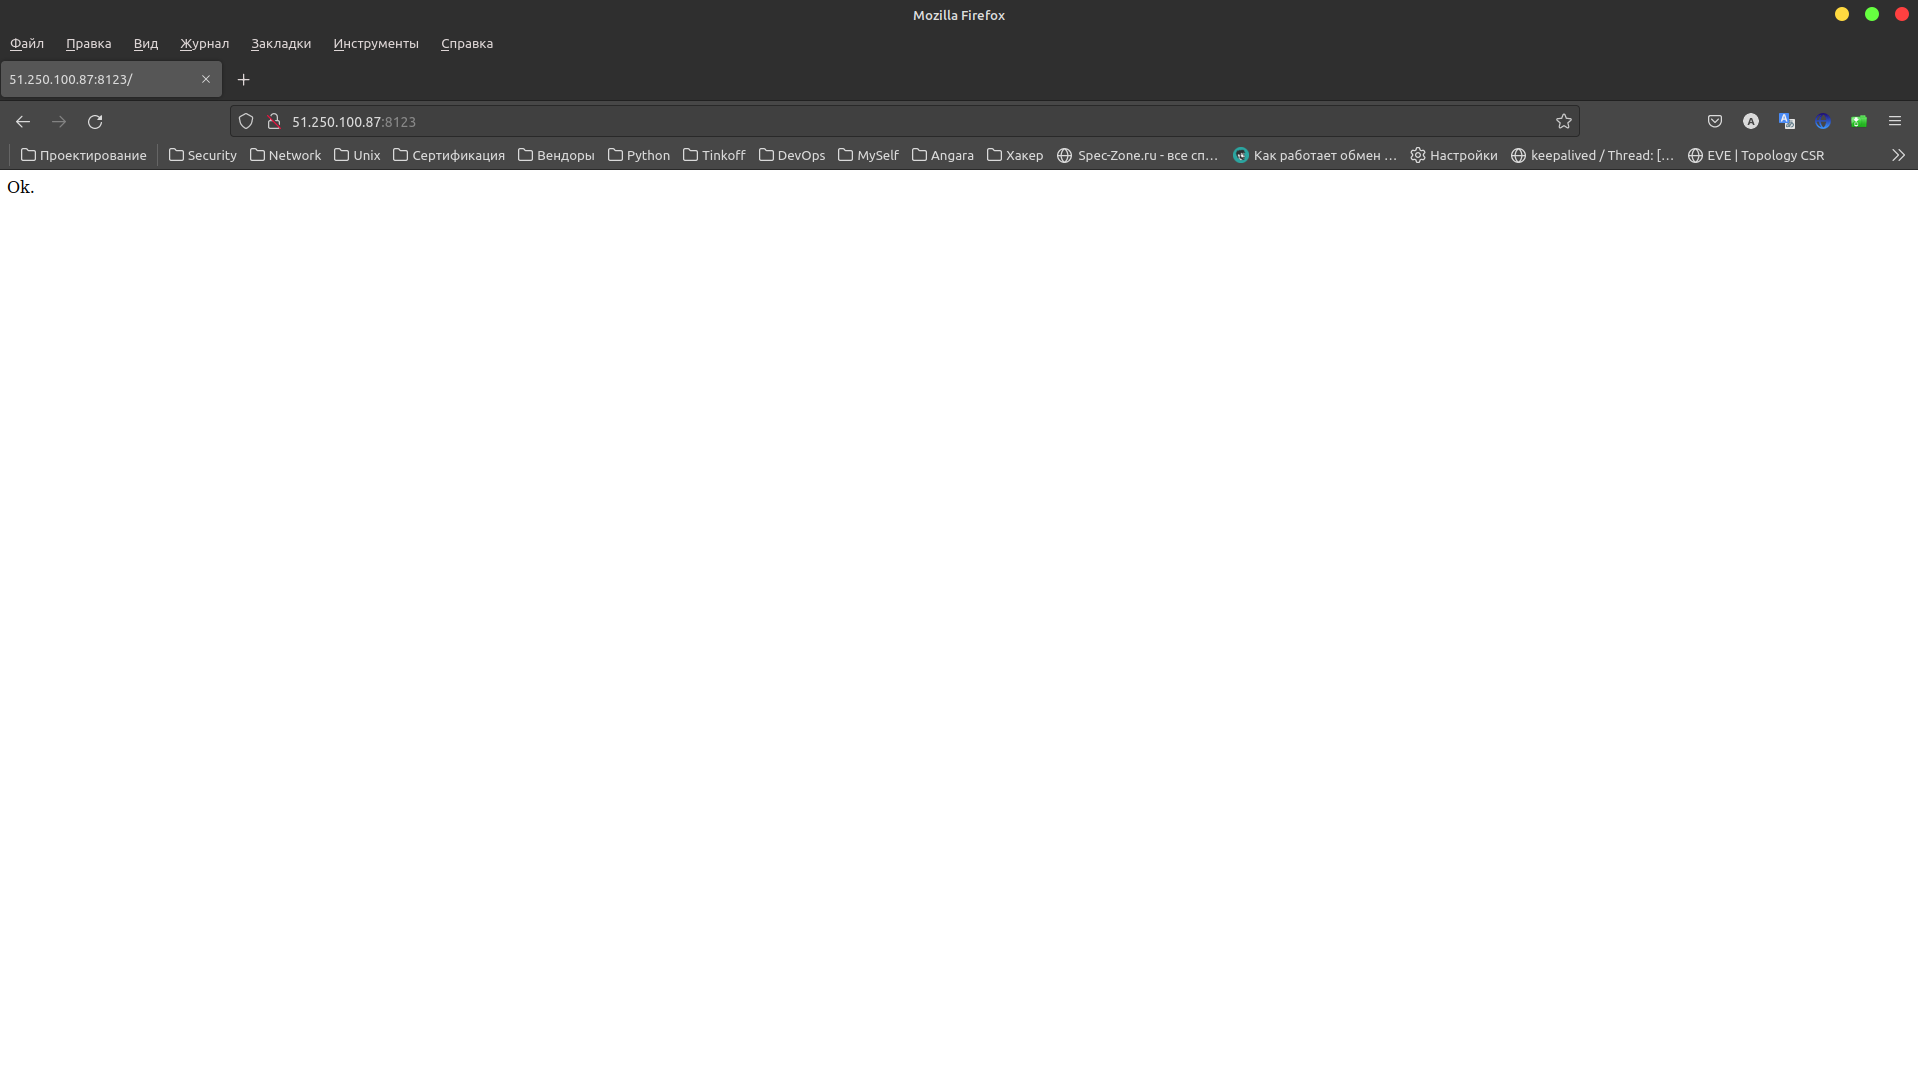 Mozilla Firefox
Файл Правка Вид Журнал Закладки Инструменты Справка
51.250.100.87:8123/
51.250.100.87:8123
Проектирование Security Network Unix Сертификация Вендоры Python Tinkoff DevOps MySelf Angara Хакер Spec-Zone.ru - все сп... Как работает обмен ... Настройки keepalived / Thread: [... EVE | Topology CSR
Ok.